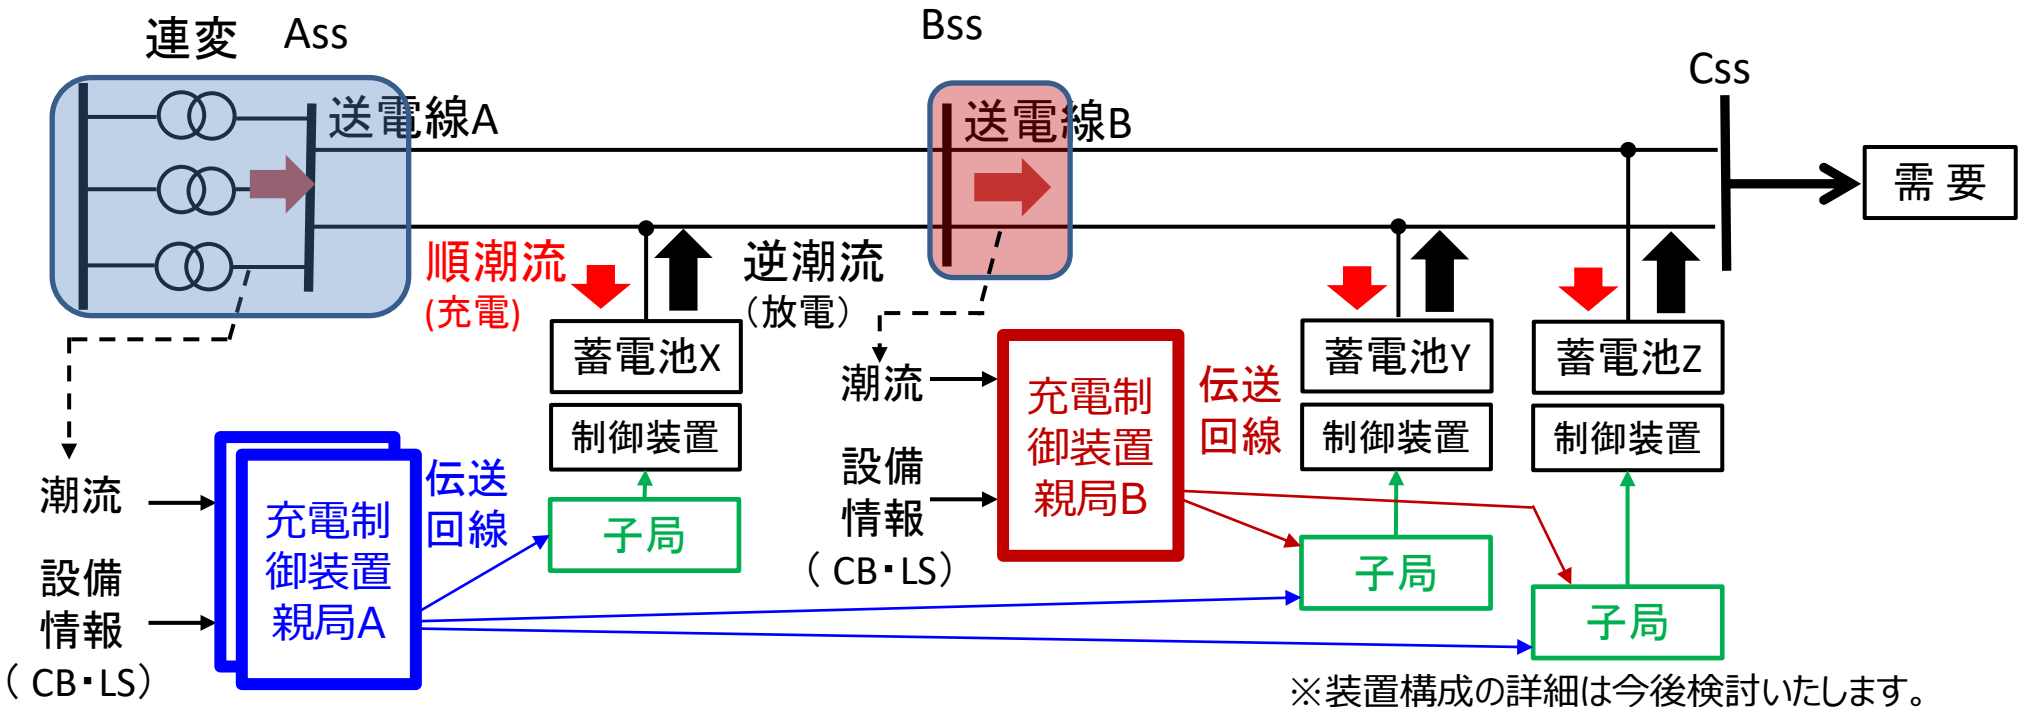 連変 Ass
Bss
Css
送電線A
送電線B
需 要
順潮流
(充電)
逆潮流
（放電）
蓄電池X
制御装置
子局
蓄電池Y
制御装置
子局
蓄電池Z
制御装置
子局
潮流
設備
情報
（ CB・LS）
充電制
御装置
親局A
伝送
回線
潮流
設備
情報
（ CB・LS）
充電制
御装置
親局B
伝送
回線
※装置構成の詳細は今後検討いたします。